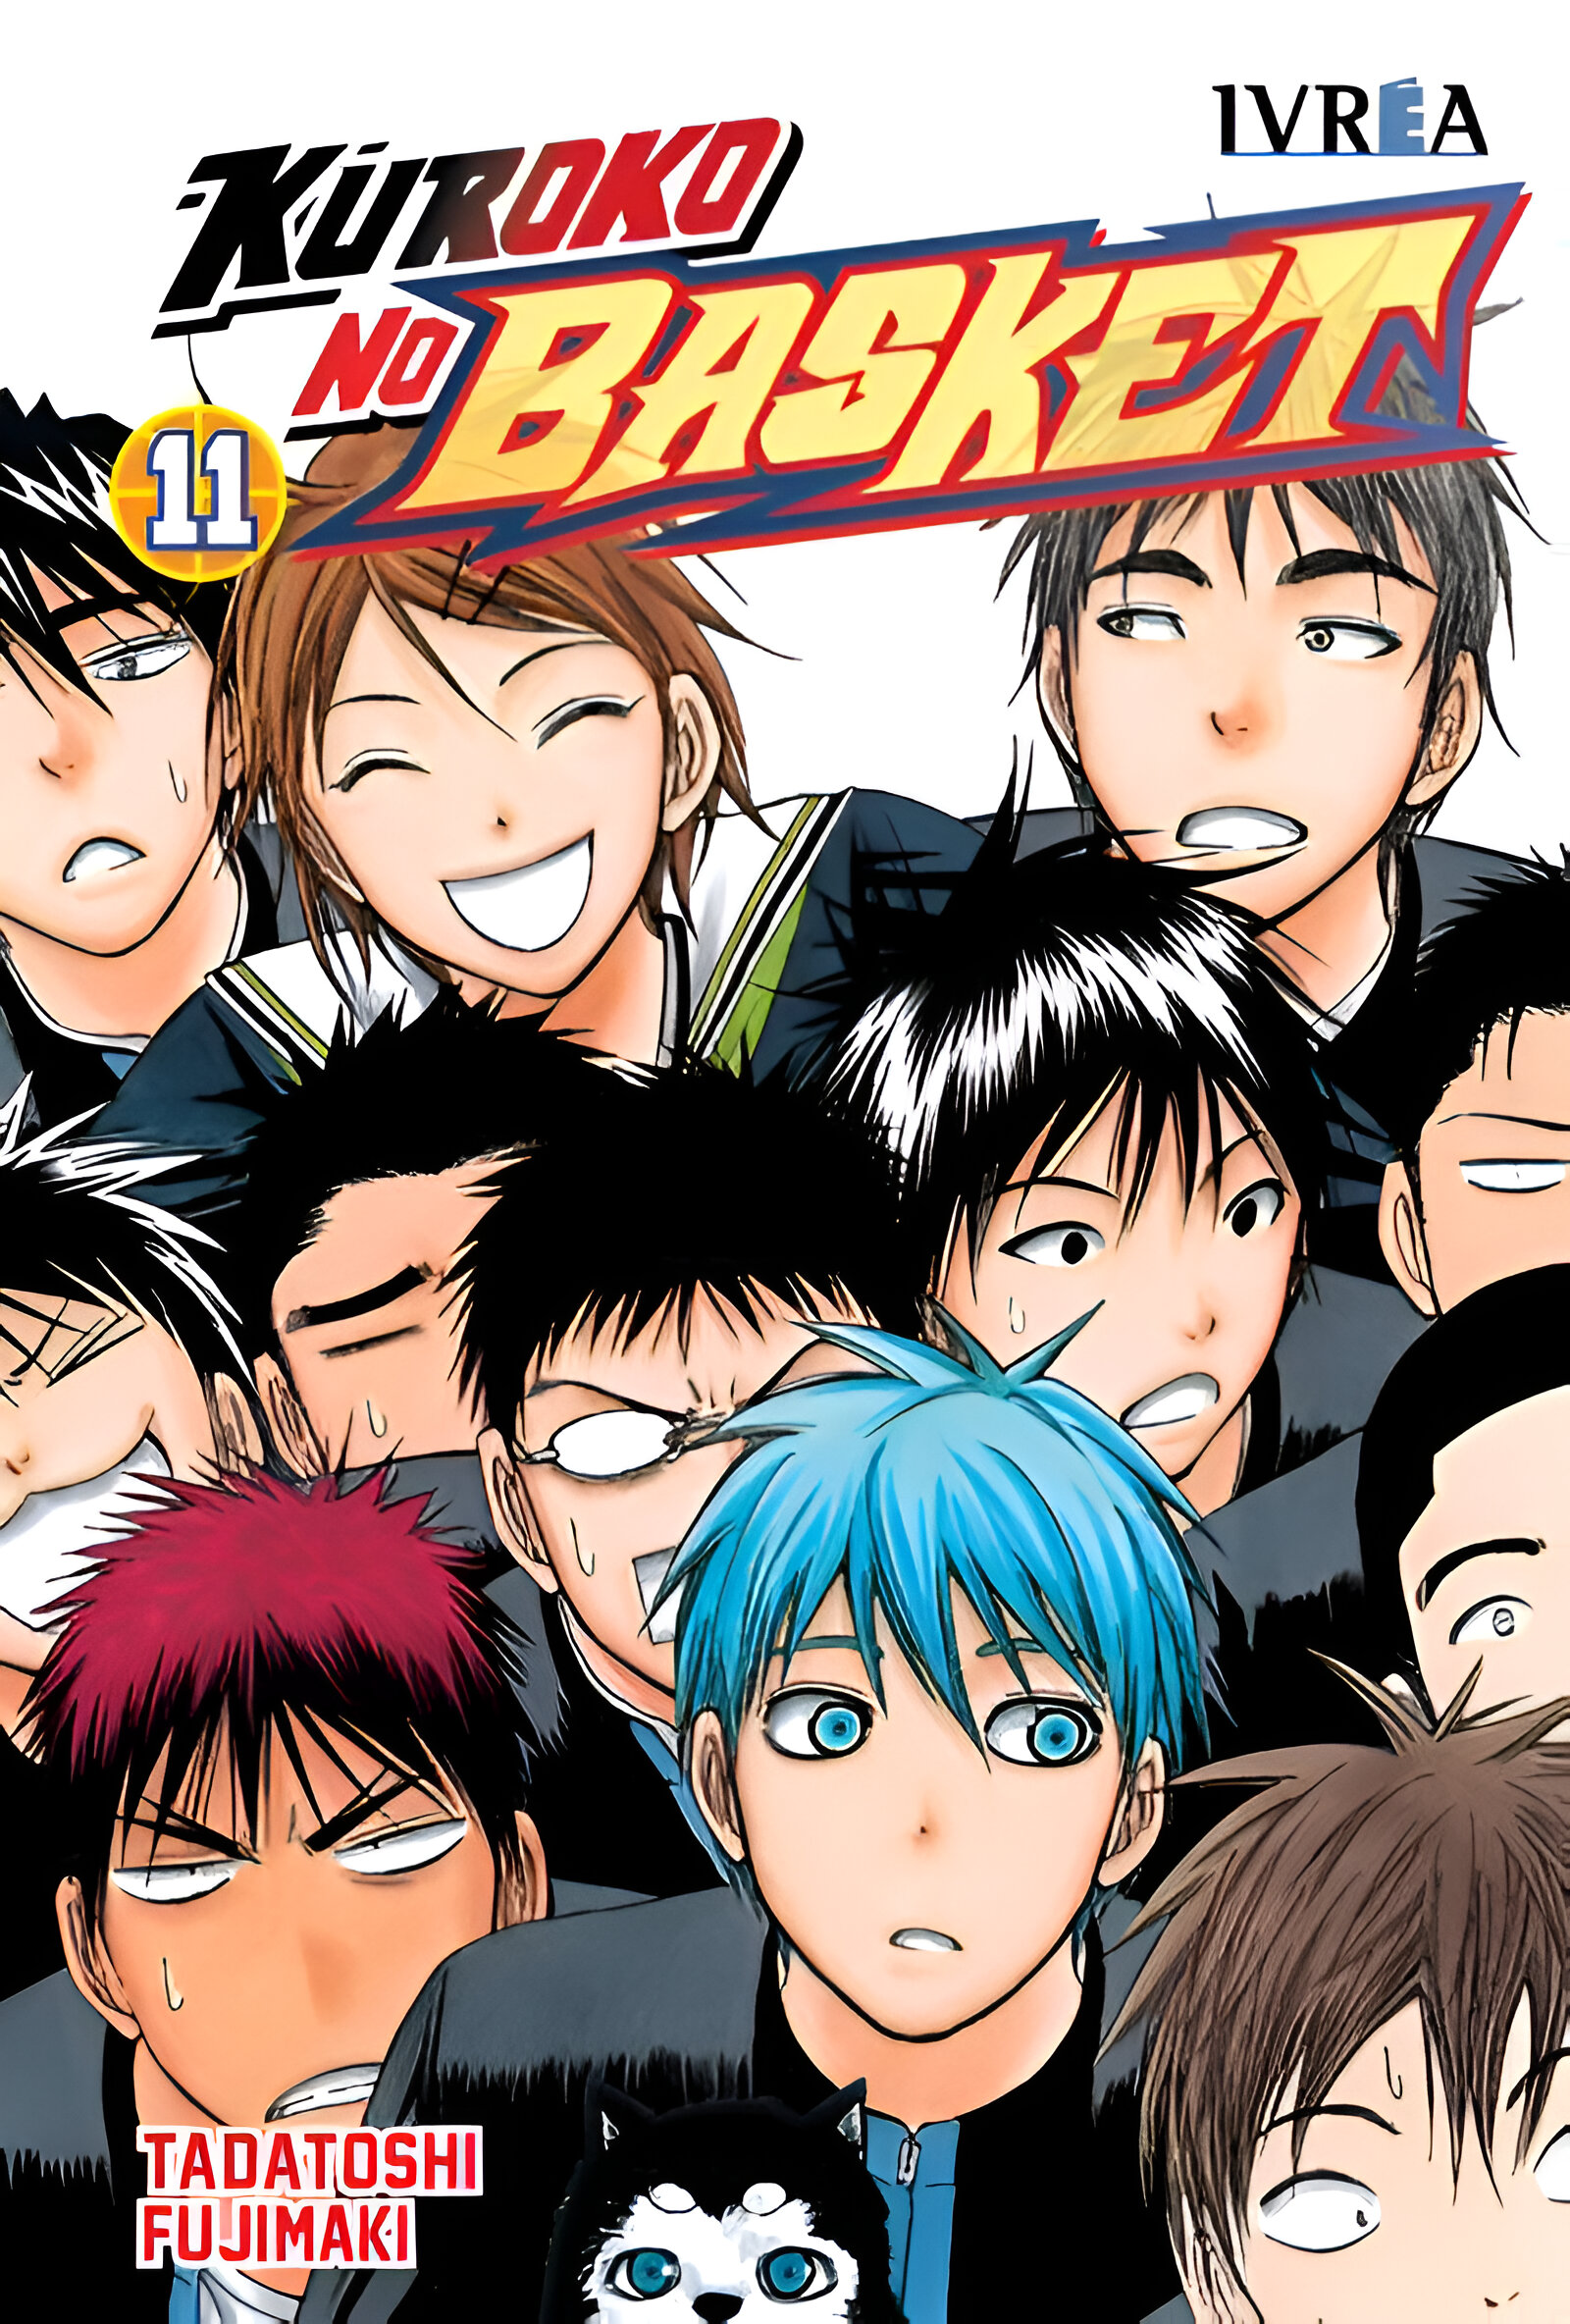 IVREA
KUROKO
NO BASKET
11
TADATOSHI
FUJIMAKI